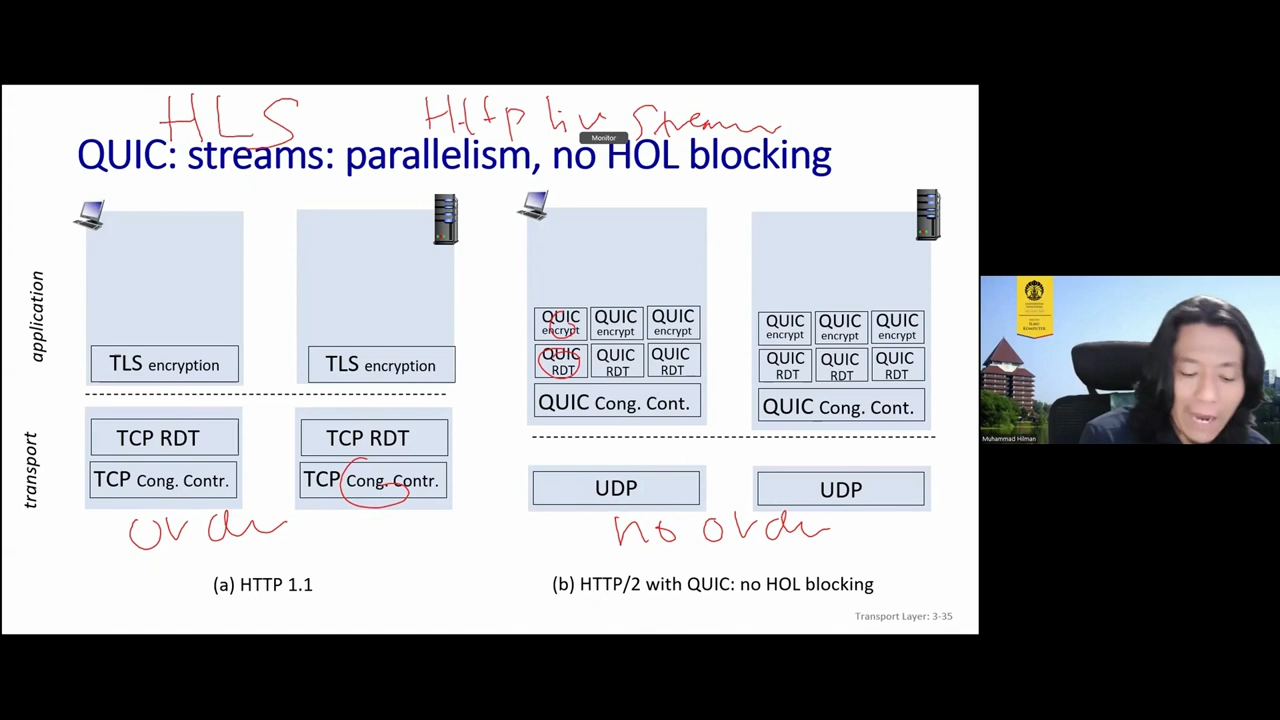 HLS Http live Stream
Monitor
QUIC: streams: parallelism, no HOL blocking
application
transport
TLS encryption
TLS encryption
TCP RDT
TCP RDT
TCP Cong. Contr.
TCP Cong. Contr.
order
(a) HTTP 1.1
QUIC encrypt QUIC encrypt QUIC encrypt
QUIC RDT QUIC RDT QUIC RDT
QUIC Cong. Cont.
QUIC encrypt QUIC encrypt QUIC encrypt
QUIC RDT QUIC RDT QUIC RDT
QUIC Cong. Cont.
UDP
UDP
no order
(b) HTTP/2 with QUIC: no HOL blocking
Transport Layer: 3-35
ILMU
KOMPUTER
Muhammad Hilman